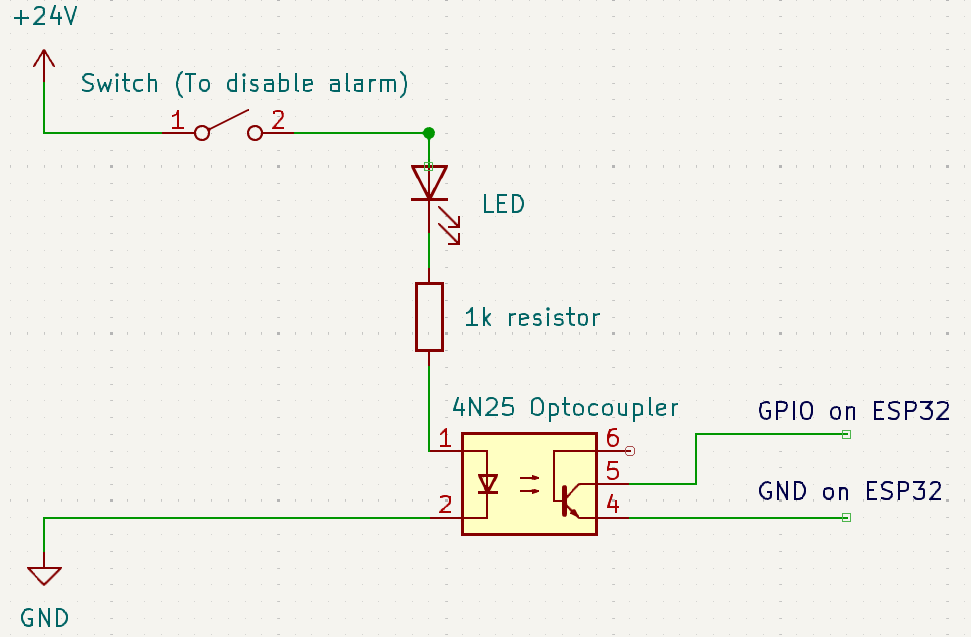 +24V
Switch (To disable alarm)
1
2
LED
1k resistor
4N25 Optocoupler
GPIO on ESP32
1
6
5
GND on ESP32
2
4
GND